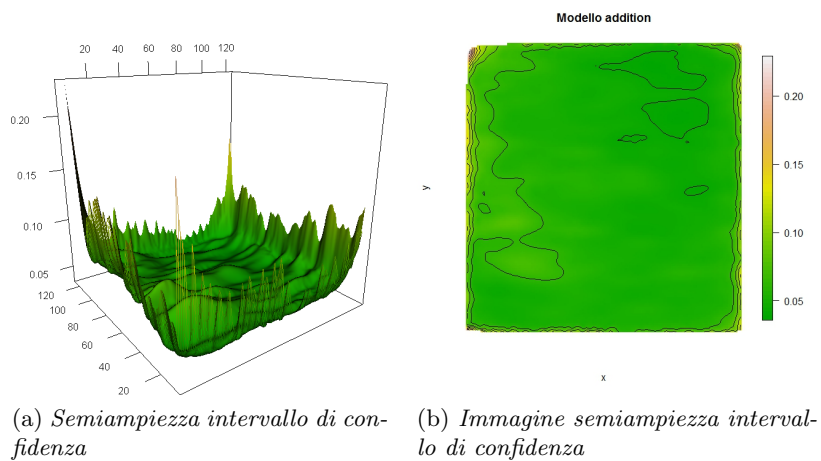 Modello addition
20 40 60 80 100 120
0.20
0.15
0.10
0.05
120
100
80
60
40
20
y
x
0.20
0.15
0.10
0.05
(a) Semiampiezza intervallo di con-
fidenza
(b) Immagine semiampiezza interval-
lo di confidenza